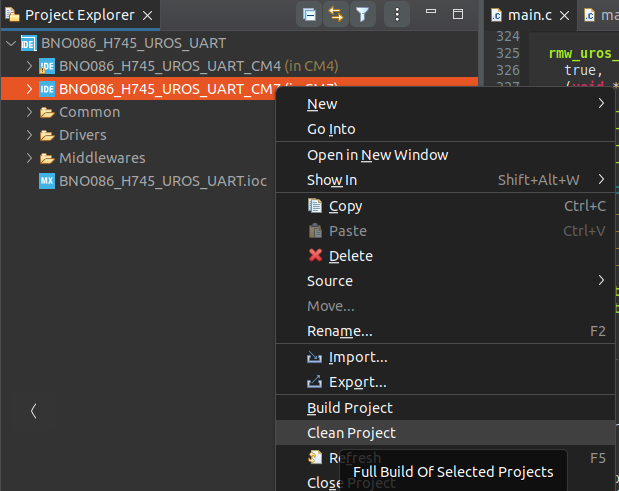 Project Explorer
main.c
ma
BNO086_H745_UROS_UART
BNO086_H745_UROS_UART_CM4 (in CM4)
BNO086_H745_UROS_UART_CM7 (in CM7)
Common
Drivers
Middlewares
BNO086_H745_UROS_UART.ioc
324
325 rmw_uros_
326 true,
327 (void *
New
Go Into
Open in New Window
Show In Shift+Alt+W
Copy Ctrl+C
Paste Ctrl+V
Delete
Source
Move...
Rename... F2
Import...
Export...
Build Project
Clean Project
Refresh F5
Close Project
Full Build Of Selected Projects